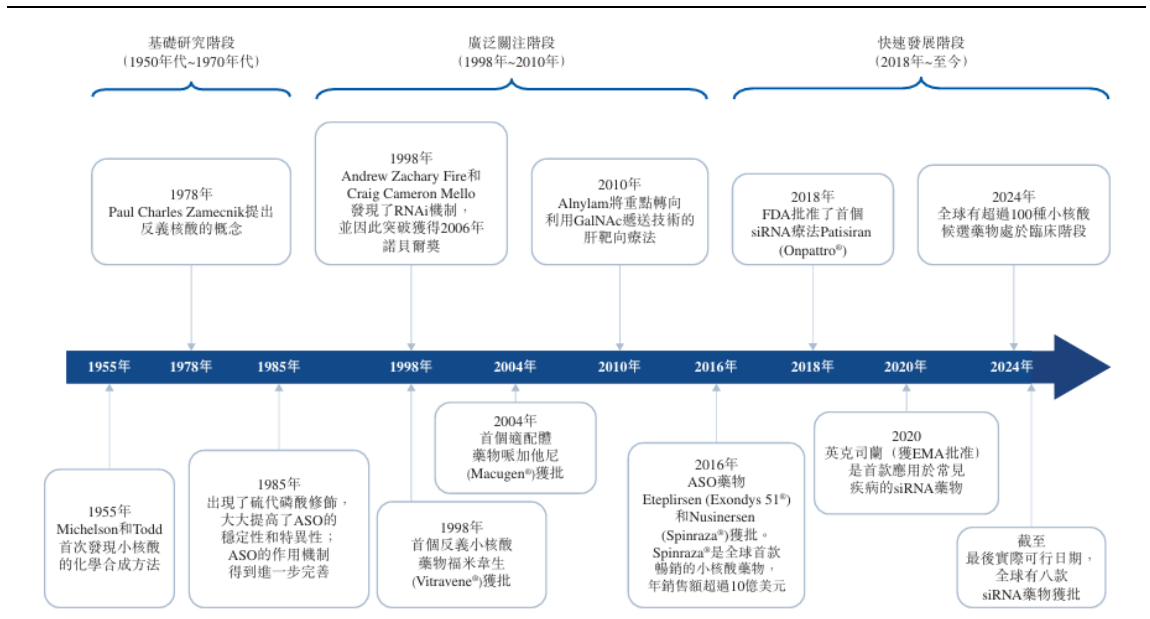 基礎研究階段
(1950年代~1970年代)
廣泛關注階段
(1998年~2010年)
快速發展階段
(2018年~至今)
1978年
Paul Charles Zamecnik提出
反義核酸的概念
1998年
Andrew Zachary Fire和
Craig Cameron Mello
發現了RNAi機制，
並因此突破獲得2006年
諾貝爾獎
2010年
Alnylam將重點轉向
利用GalNAc遞送技術的
肝靶向療法
2018年
FDA批准了首個
siRNA療法Patisiran
(Onpattro®)
2024年
全球有超過100種小核酸
候選藥物處於臨床階段
1955年 1978年 1985年 1998年 2004年 2010年 2016年 2018年 2020年 2024年
1955年
Michelson和Todd
首次發現小核酸
的化學合成方法
1985年
出現了硫代磷酸修飾，
大大提高了ASO的
穩定性和特異性；
ASO的作用機制
得到進一步完善
1998年
首個反義小核酸
藥物福米韋生
(Vitravene®)獲批
2004年
首個適配體
藥物哌加他尼
(Macugen®)獲批
2016年
ASO藥物
Eteplirsen (Exondys 51®)
和Nusinersen
(Spinraza®)獲批。
Spinraza®是全球首款
暢銷的小核酸藥物，
年銷售額超過10億美元
2020
英克司蘭（獲EMA批准）
是首款應用於常見
疾病的siRNA藥物
截至
最後實際可行日期，
全球有八款
siRNA藥物獲批